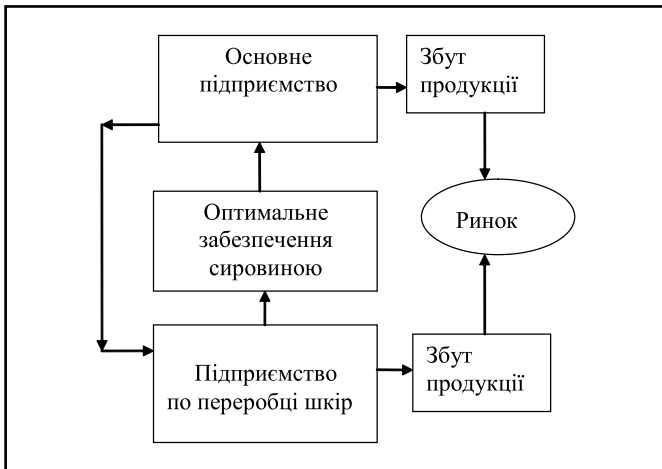 Основне
підприємство
Збут
продукції
Оптимальне
забезпечення
сировиною
Ринок
Підприємство
по переробці шкір
Збут
продукції